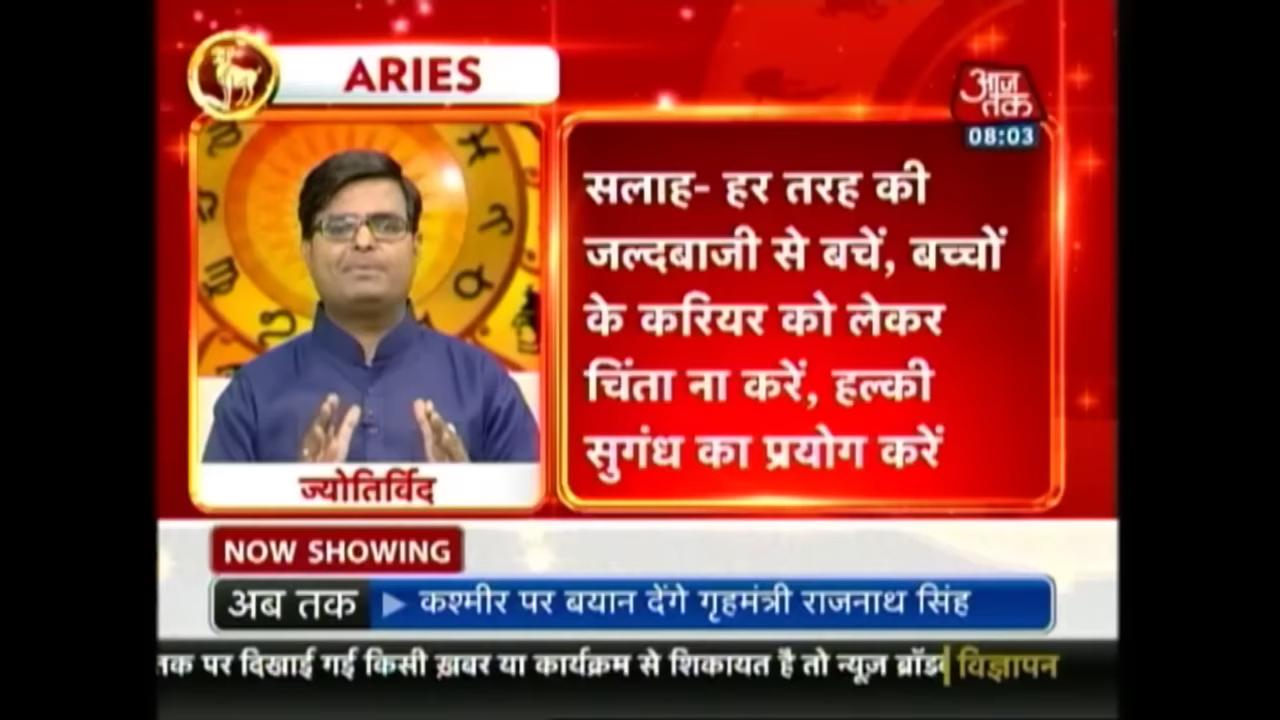 ARIES
आज
तक
08:03
सलाह- हर तरह की
जल्दबाजी से बचें, बच्चों
के करियर को लेकर
चिंता ना करें, हल्की
सुगंध का प्रयोग करें
ज्योतिर्विद
NOW SHOWING
अब तक
कश्मीर पर बयान देंगे गृहमंत्री राजनाथ सिंह
पर दिखाई गई किसी ख़बर या कार्यक्रम से शिकायत है तो न्यूज़ विज्ञापन